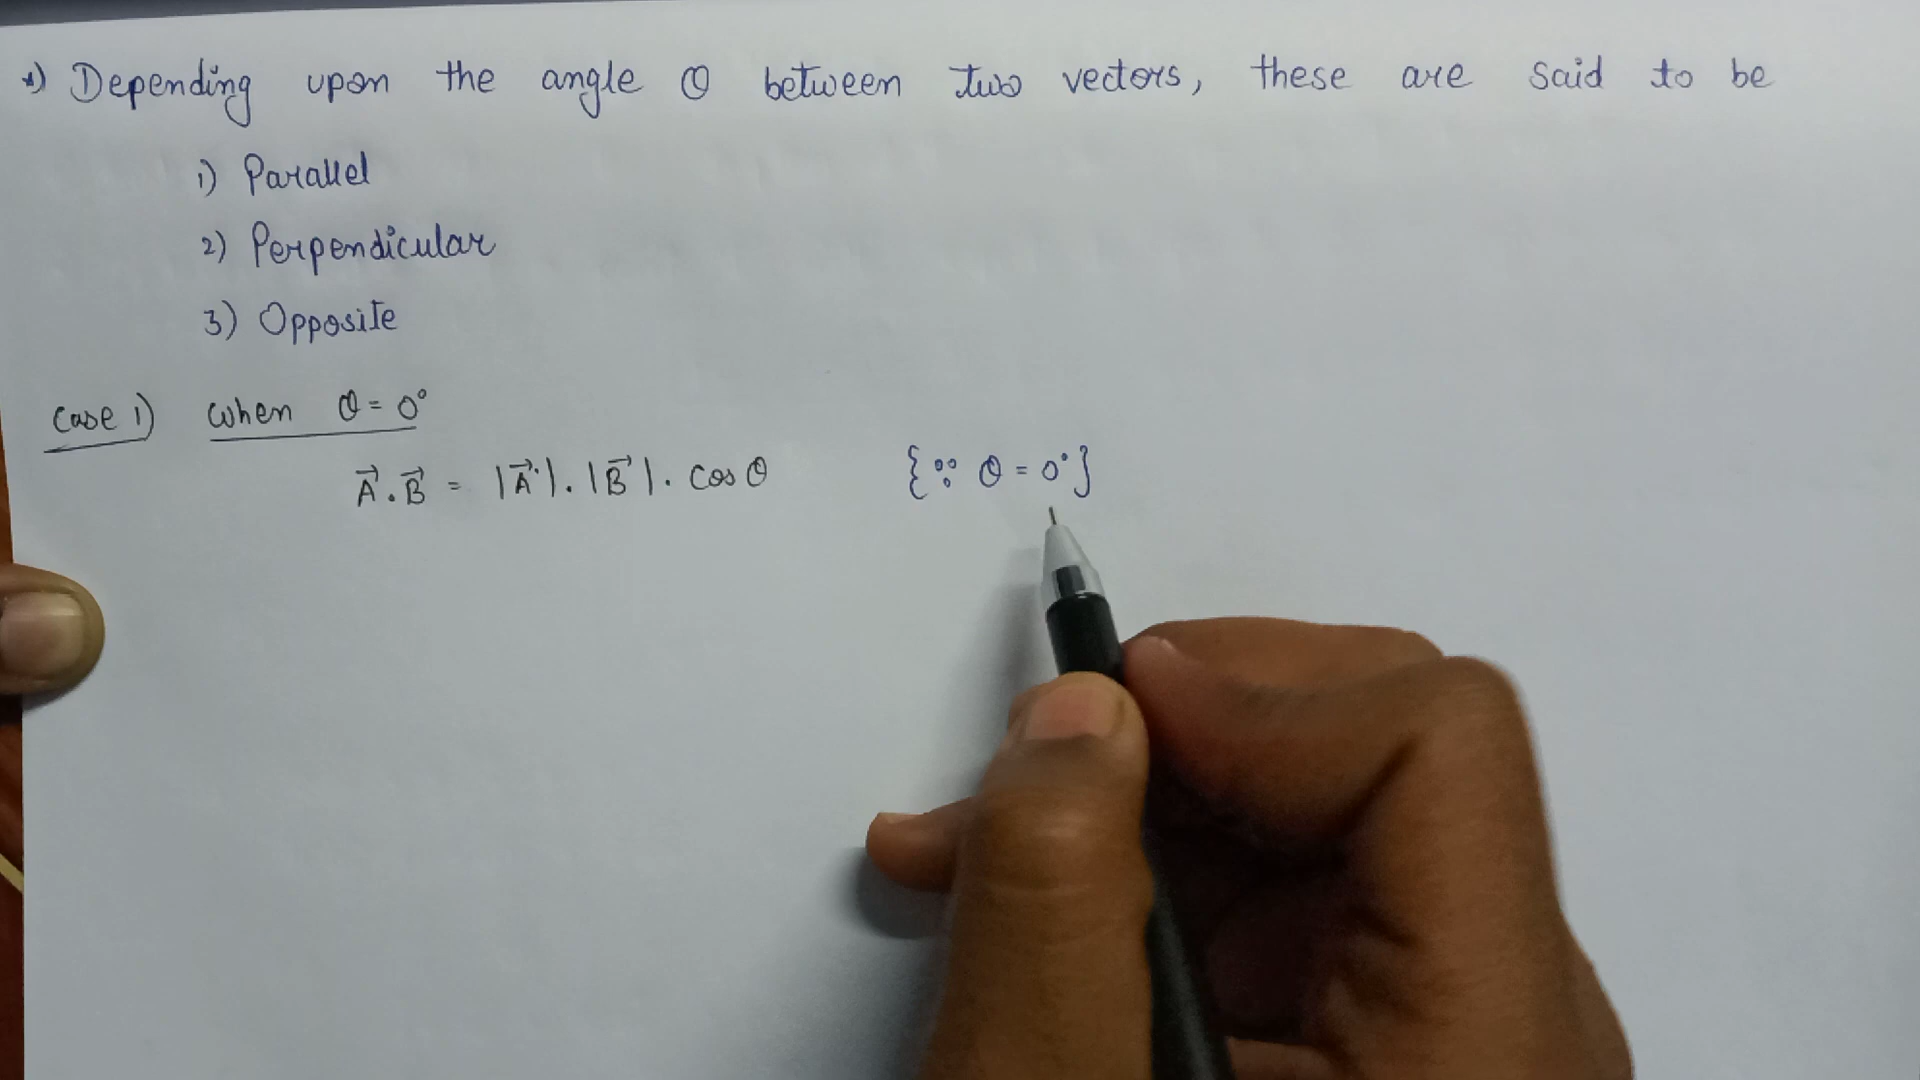 *) Depending upon the angle θ between two vectors, these are said to be
1) Parallel
2) Perpendicular
3) Opposite
Case 1) when θ = 0°
A⃗.B⃗ = |A⃗|.|B⃗|. Cos θ {∵ θ = 0°}